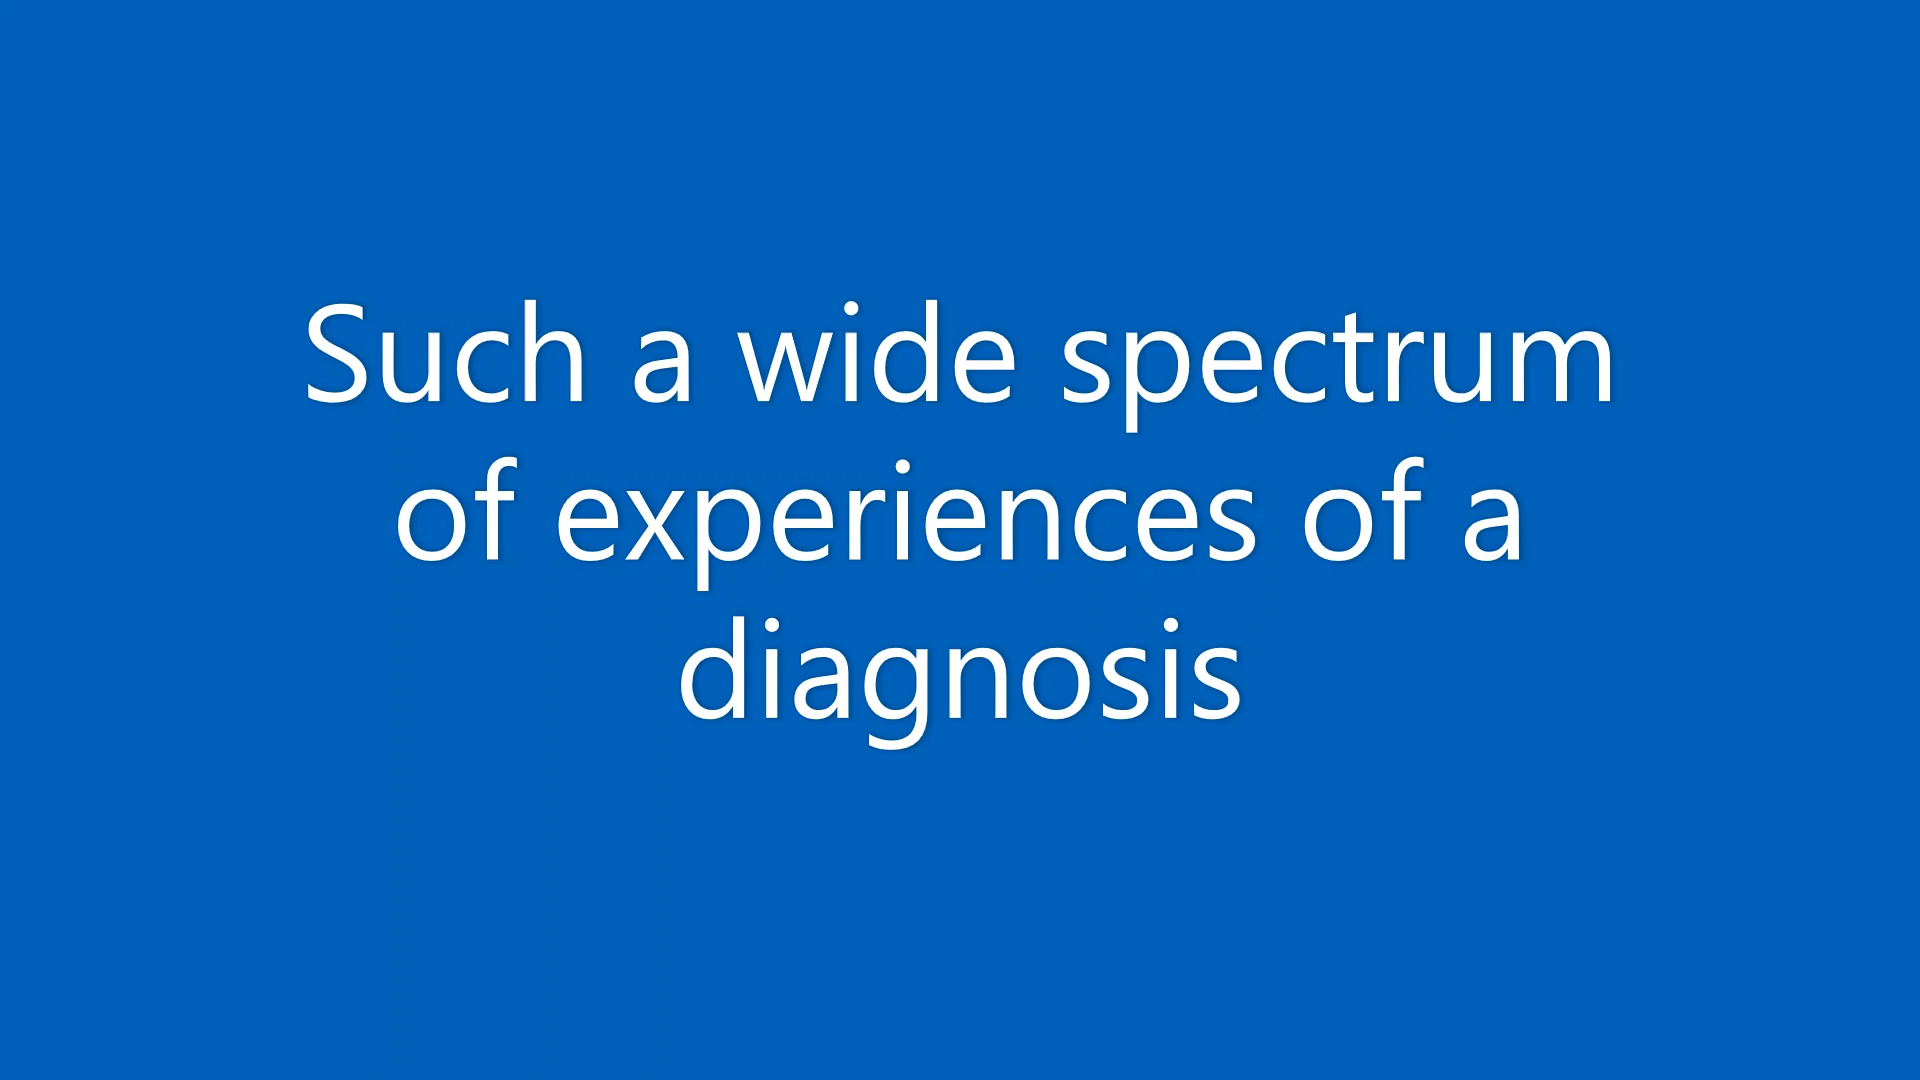 Such a wide spectrum
of experiences of a
diagnosis